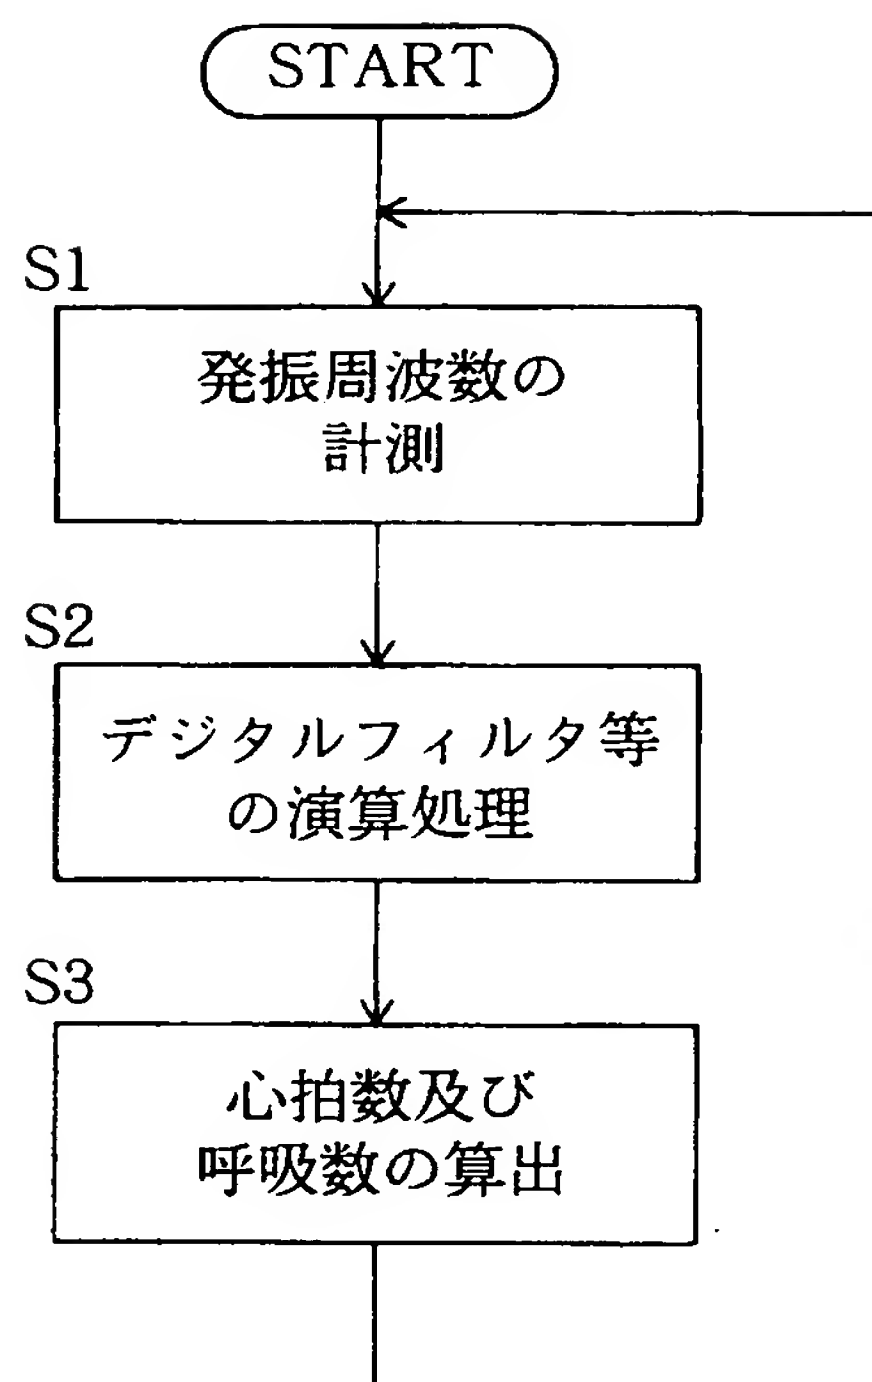 START
S1
発振周波数の
計測
S2
デジタルフィルタ等
の演算処理
S3
心拍数及び
呼吸数の算出